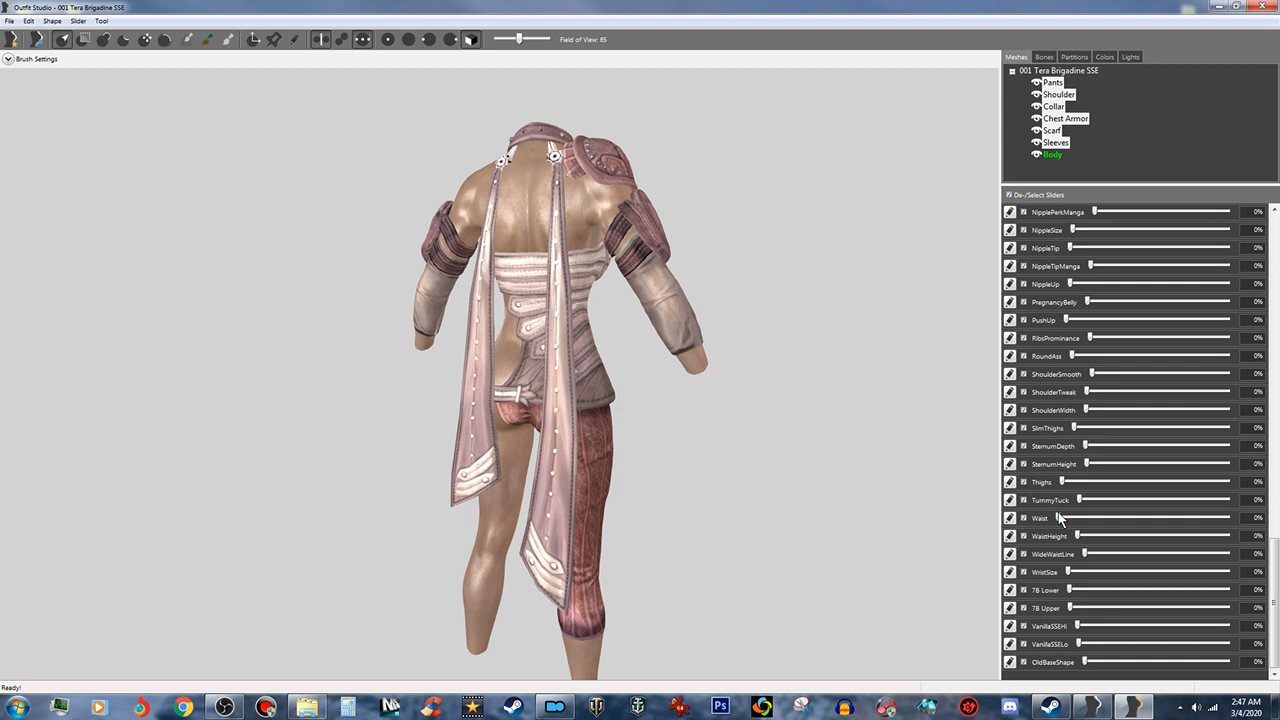 Outfit Studio - 001 Tera Brigadine SSE
File Edit Shape Slider Tool
Field of View: 65
Brush Settings
Meshes Bones Partitions Colors Lights
001 Tera Brigadine SSE
Pants
Shoulder
Collar
Chest Armor
Scarf
Sleeves
Body
De-/Select Sliders
NipplePerkManga 0%
NippleSize 0%
NippleTip 0%
NippleTipManga 0%
NippleUp 0%
PregnancyBelly 0%
PushUp 0%
RibsProminance 0%
RoundAss 0%
ShoulderSmooth 0%
ShoulderTweak 0%
ShoulderWidth 0%
SlimThighs 0%
SternumDepth 0%
SternumHeight 0%
Thighs 0%
TummyTuck 0%
Waist 0%
WaistHeight 0%
WideWaistLine 0%
WristSize 0%
7B Lower 0%
7B Upper 0%
VanillaSSEHi 0%
VanillaSSELo 0%
OldBaseShape 0%
Ready!
Ps
2:47 AM
3/4/2020